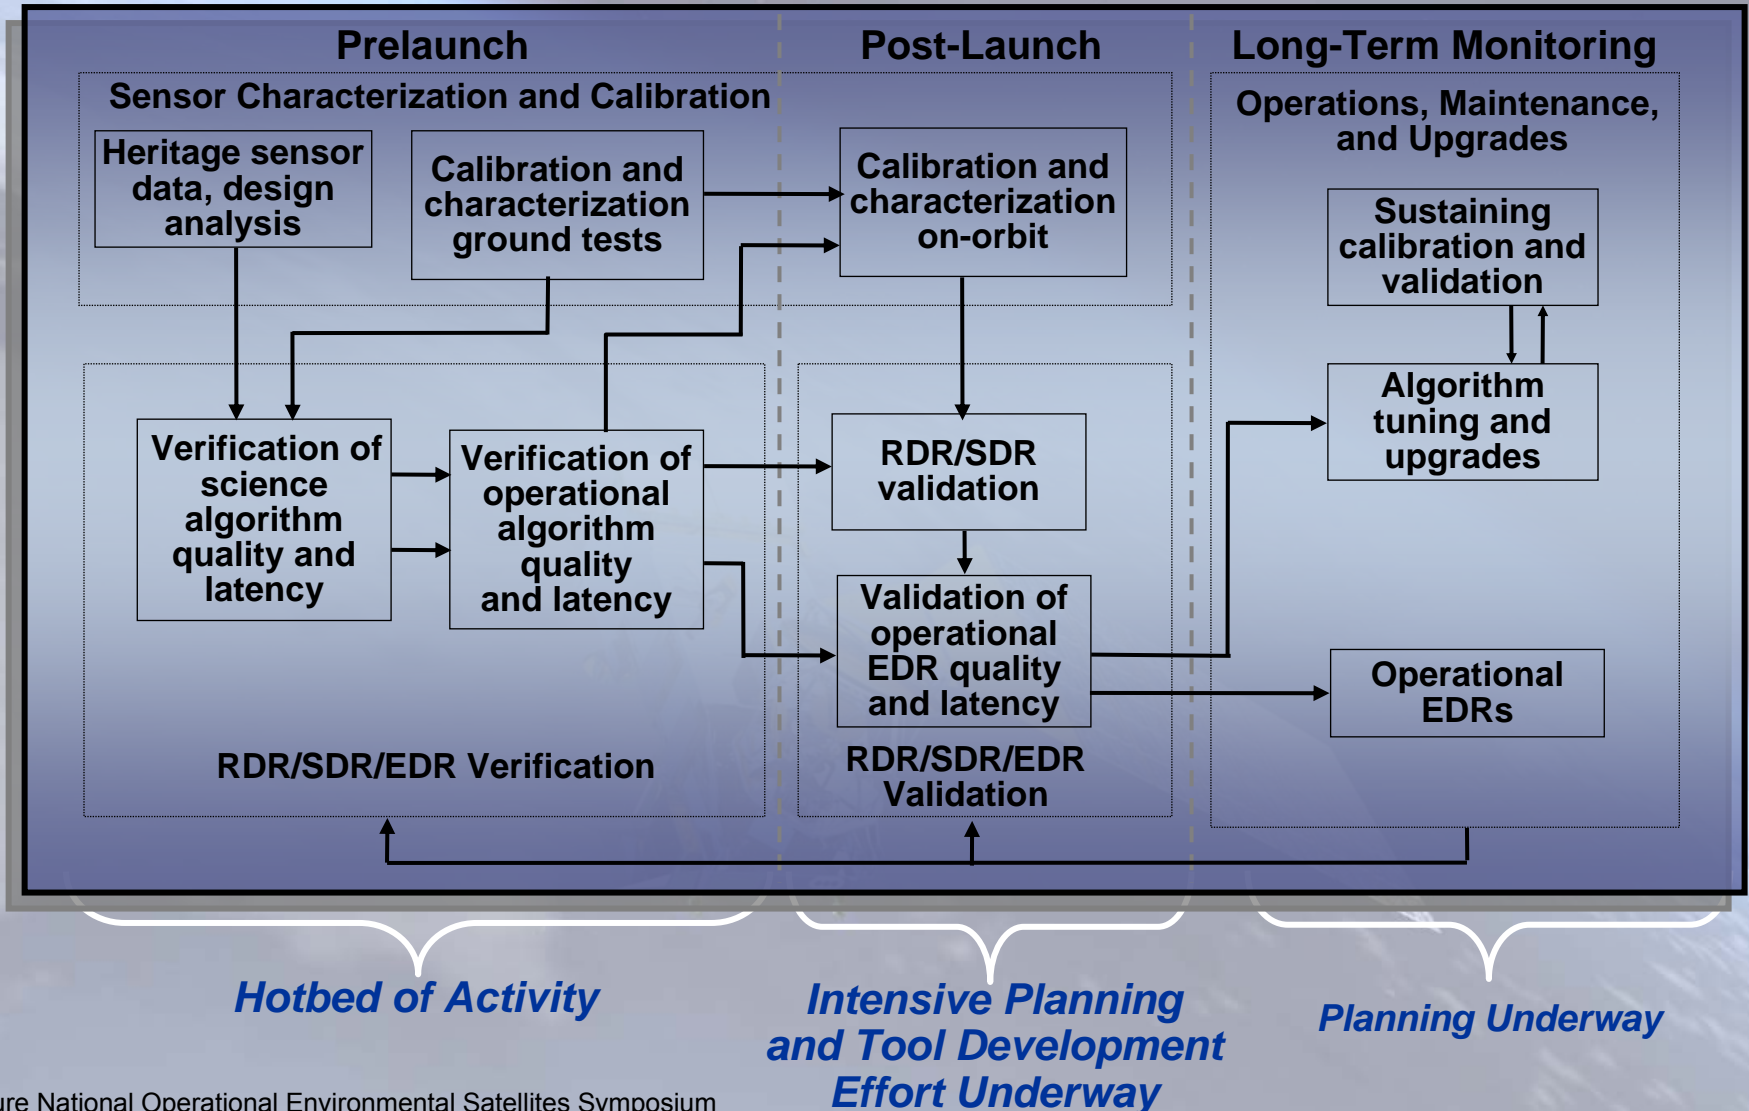 Prelaunch
Post-Launch
Long-Term Monitoring
Sensor Characterization and Calibration
Heritage sensor
data, design
analysis
Calibration and
characterization
ground tests
Calibration and
characterization
on-orbit
Operations, Maintenance,
and Upgrades
Sustaining
calibration and
validation
Algorithm
tuning and
upgrades
Verification of
science
algorithm
quality and
latency
Verification of
operational
algorithm
quality
and latency
RDR/SDR
validation
Validation of
operational
EDR quality
and latency
Operational
EDRs
RDR/SDR/EDR Verification
RDR/SDR/EDR
Validation
Hotbed of Activity
Intensive Planning
and Tool Development
Effort Underway
Planning Underway
National Operational Environmental Satellites Symposium